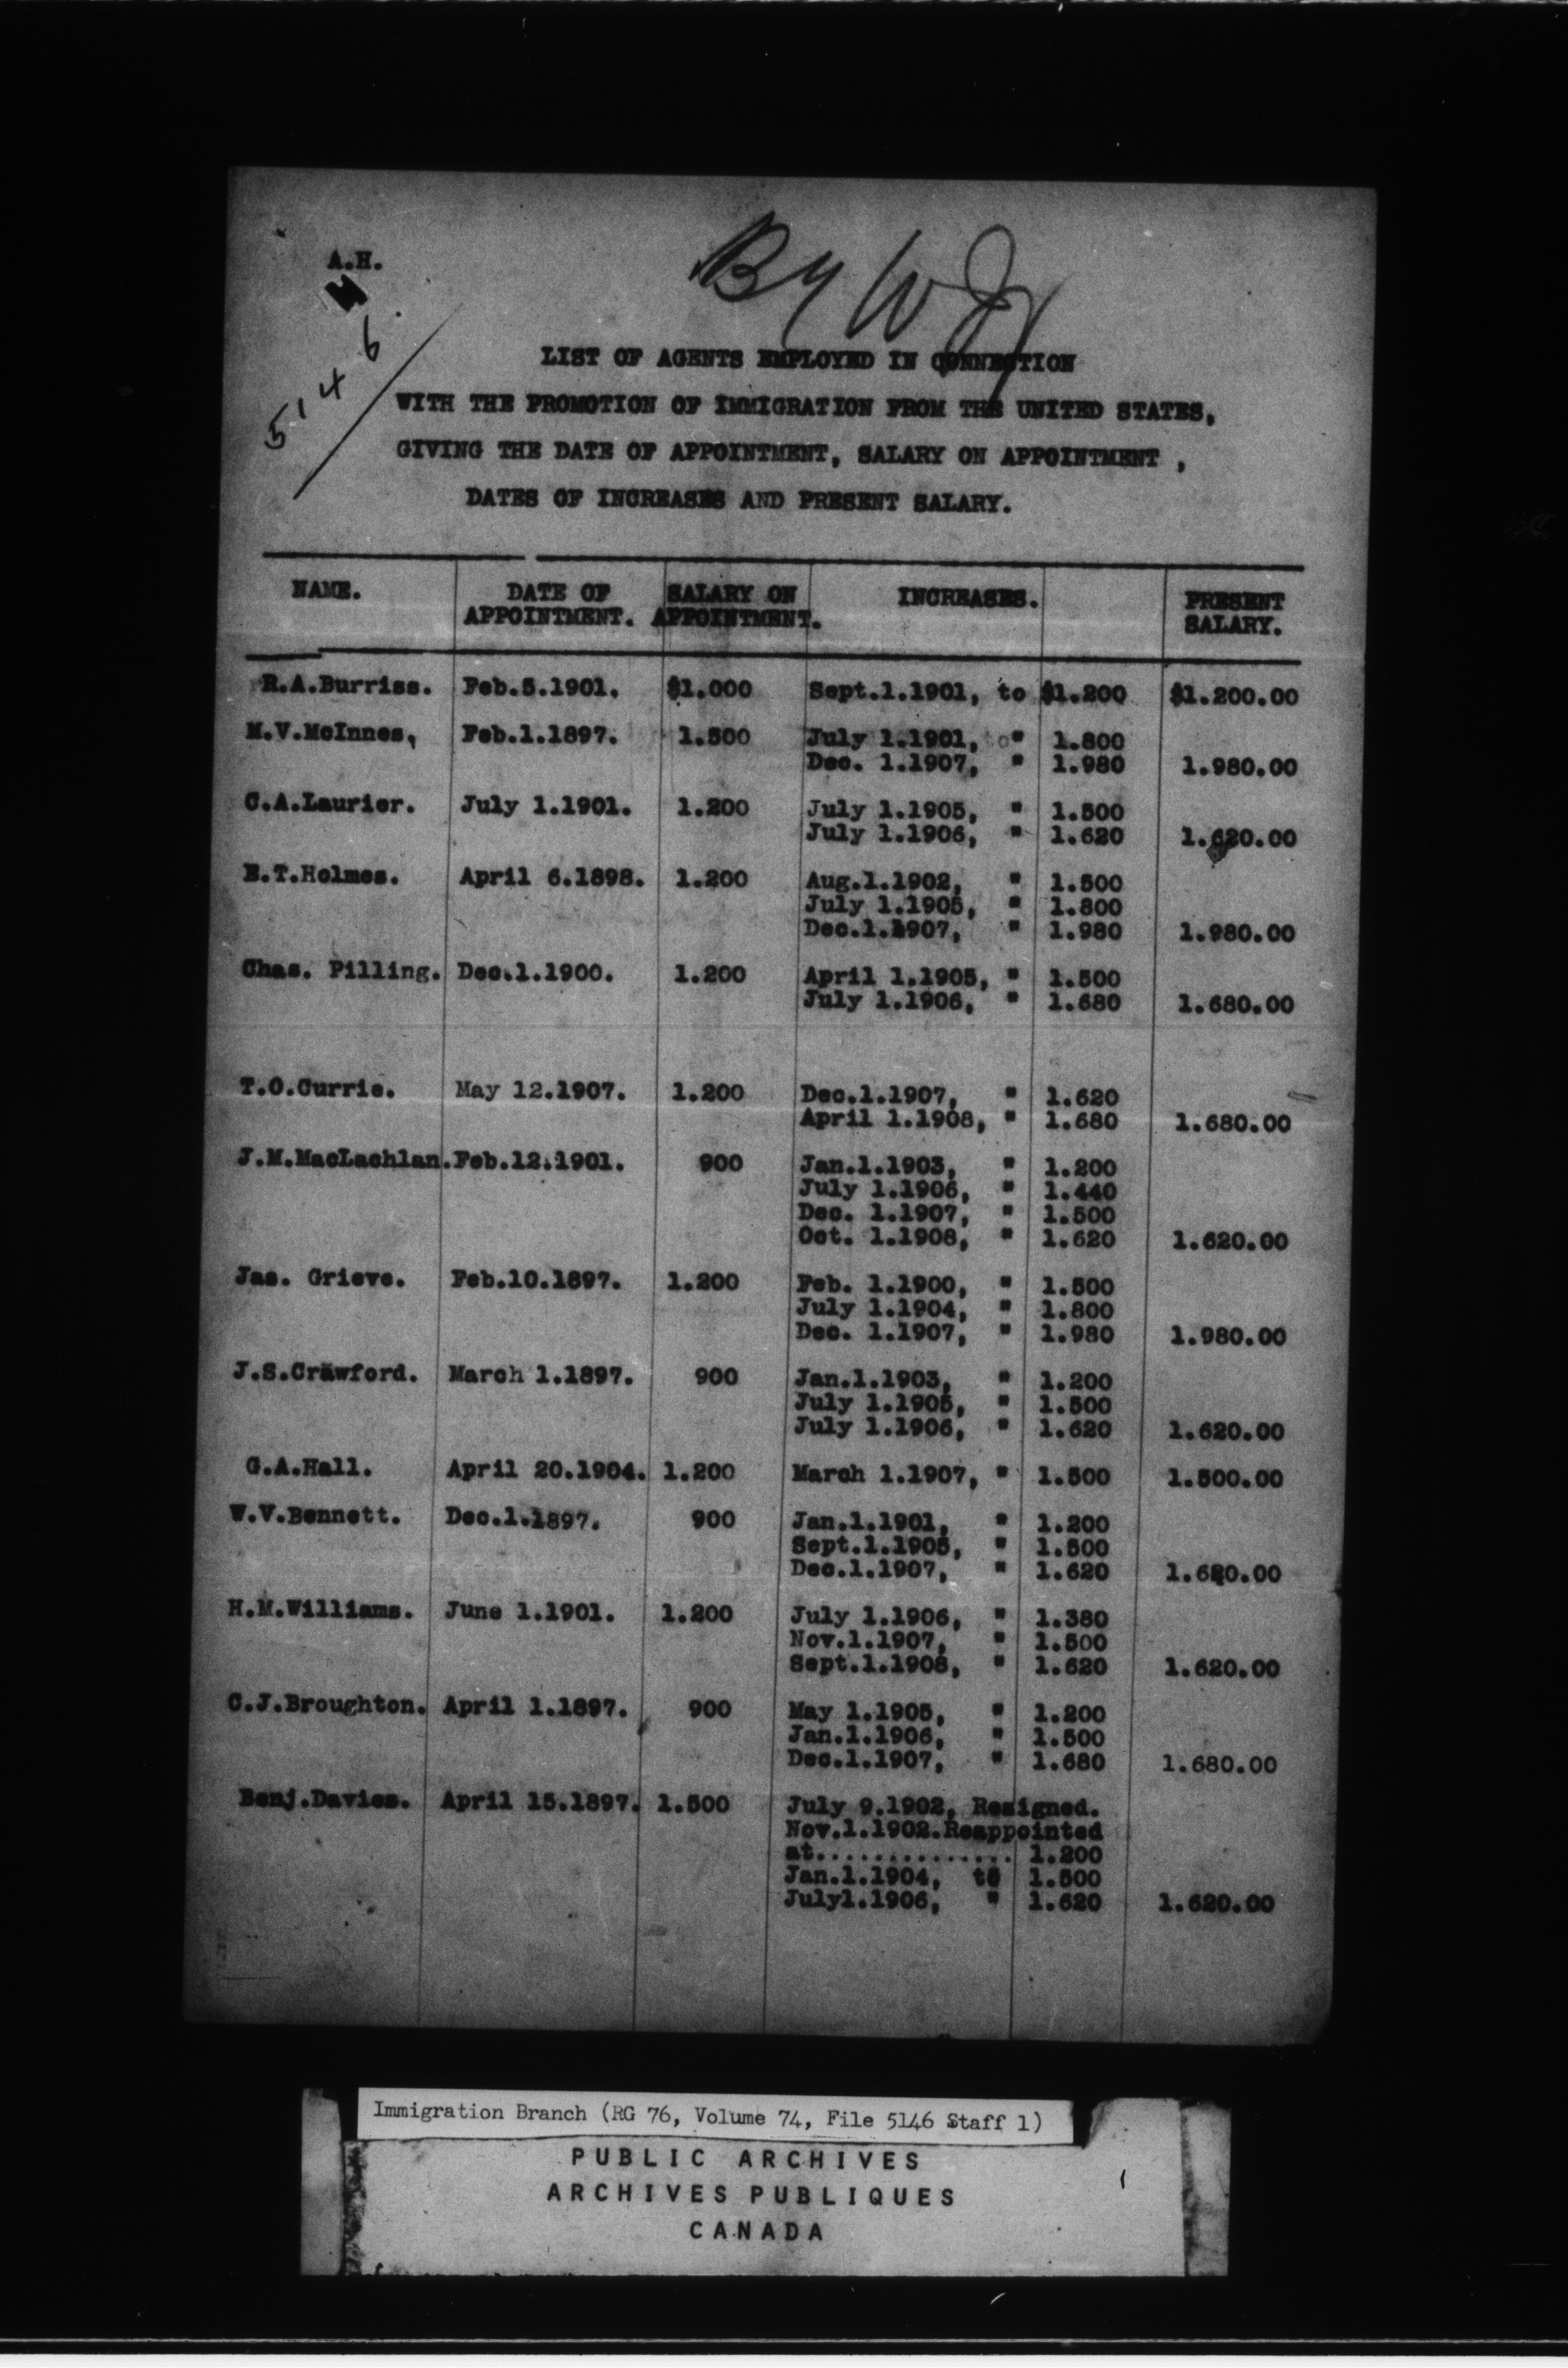 A.H.
By W
5146
LIST OF AGENTS EMPLOYED IN CONNECTION
WITH THE PROMOTION OF IMMIGRATION FROM THE UNITED STATES,
GIVING THE DATE OF APPOINTMENT, SALARY ON APPOINTMENT ,
DATES OF INCREASES AND PRESENT SALARY.
NAME. DATE OF APPOINTMENT. SALARY ON APPOINTMENT. INCREASES. PRESENT SALARY.
R.A.Burriss. Feb.5.1901. $1.000 Sept.1.1901, to $1.200 $1.200.00
M.V.McInnes, Feb.1.1897. 1.500 July 1.1901, to" 1.800
Dec. 1.1907, " 1.980 1.980.00
C.A.Laurier. July 1.1901. 1.200 July 1.1905, " 1.500
July 1.1906, " 1.620 1.620.00
E.T.Holmes. April 6.1898. 1.200 Aug.1.1902, " 1.500
July 1.1905, " 1.800
Dec.1.1907, " 1.980 1.980.00
Chas. Pilling. Dec.1.1900. 1.200 April 1.1905, " 1.500
July 1.1906, " 1.680 1.680.00
T.O.Currie. May 12.1907. 1.200 Dec.1.1907, " 1.620
April 1.1908, " 1.680 1.680.00
J.M.MacLachlan. Feb.12.1901. 900 Jan.1.1903, " 1.200
July 1.1906, " 1.440
Dec. 1.1907, " 1.500
Oct. 1.1908, " 1.620 1.620.00
Jas. Grieve. Feb.10.1897. 1.200 Feb. 1.1900, " 1.500
July 1.1904, " 1.800
Dec. 1.1907, " 1.980 1.980.00
J.S.Crawford. March 1.1897. 900 Jan.1.1903, " 1.200
July 1.1905, " 1.500
July 1.1906, " 1.620 1.620.00
G.A.Hall. April 20.1904. 1.200 March 1.1907, " 1.500 1.500.00
W.V.Bennett. Dec.1.1897. 900 Jan.1.1901, " 1.200
Sept.1.1905, " 1.500
Dec.1.1907, " 1.620 1.620.00
H.M.Williams. June 1.1901. 1.200 July 1.1906, " 1.380
Nov.1.1907, " 1.500
Sept.1.1908, " 1.620 1.620.00
C.J.Broughton. April 1.1897. 900 May 1.1905, " 1.200
Jan.1.1906, " 1.500
Dec.1.1907, " 1.680 1.680.00
Benj.Davies. April 15.1897. 1.500 July 9.1902, Resigned.
Nov.1.1902.Reappointed
at............... 1.200
Jan.1.1904, to 1.500
July1.1906, " 1.620 1.620.00
Immigration Branch (RG 76, Volume 74, File 5146 Staff 1)
PUBLIC ARCHIVES
ARCHIVES PUBLIQUES
CANADA